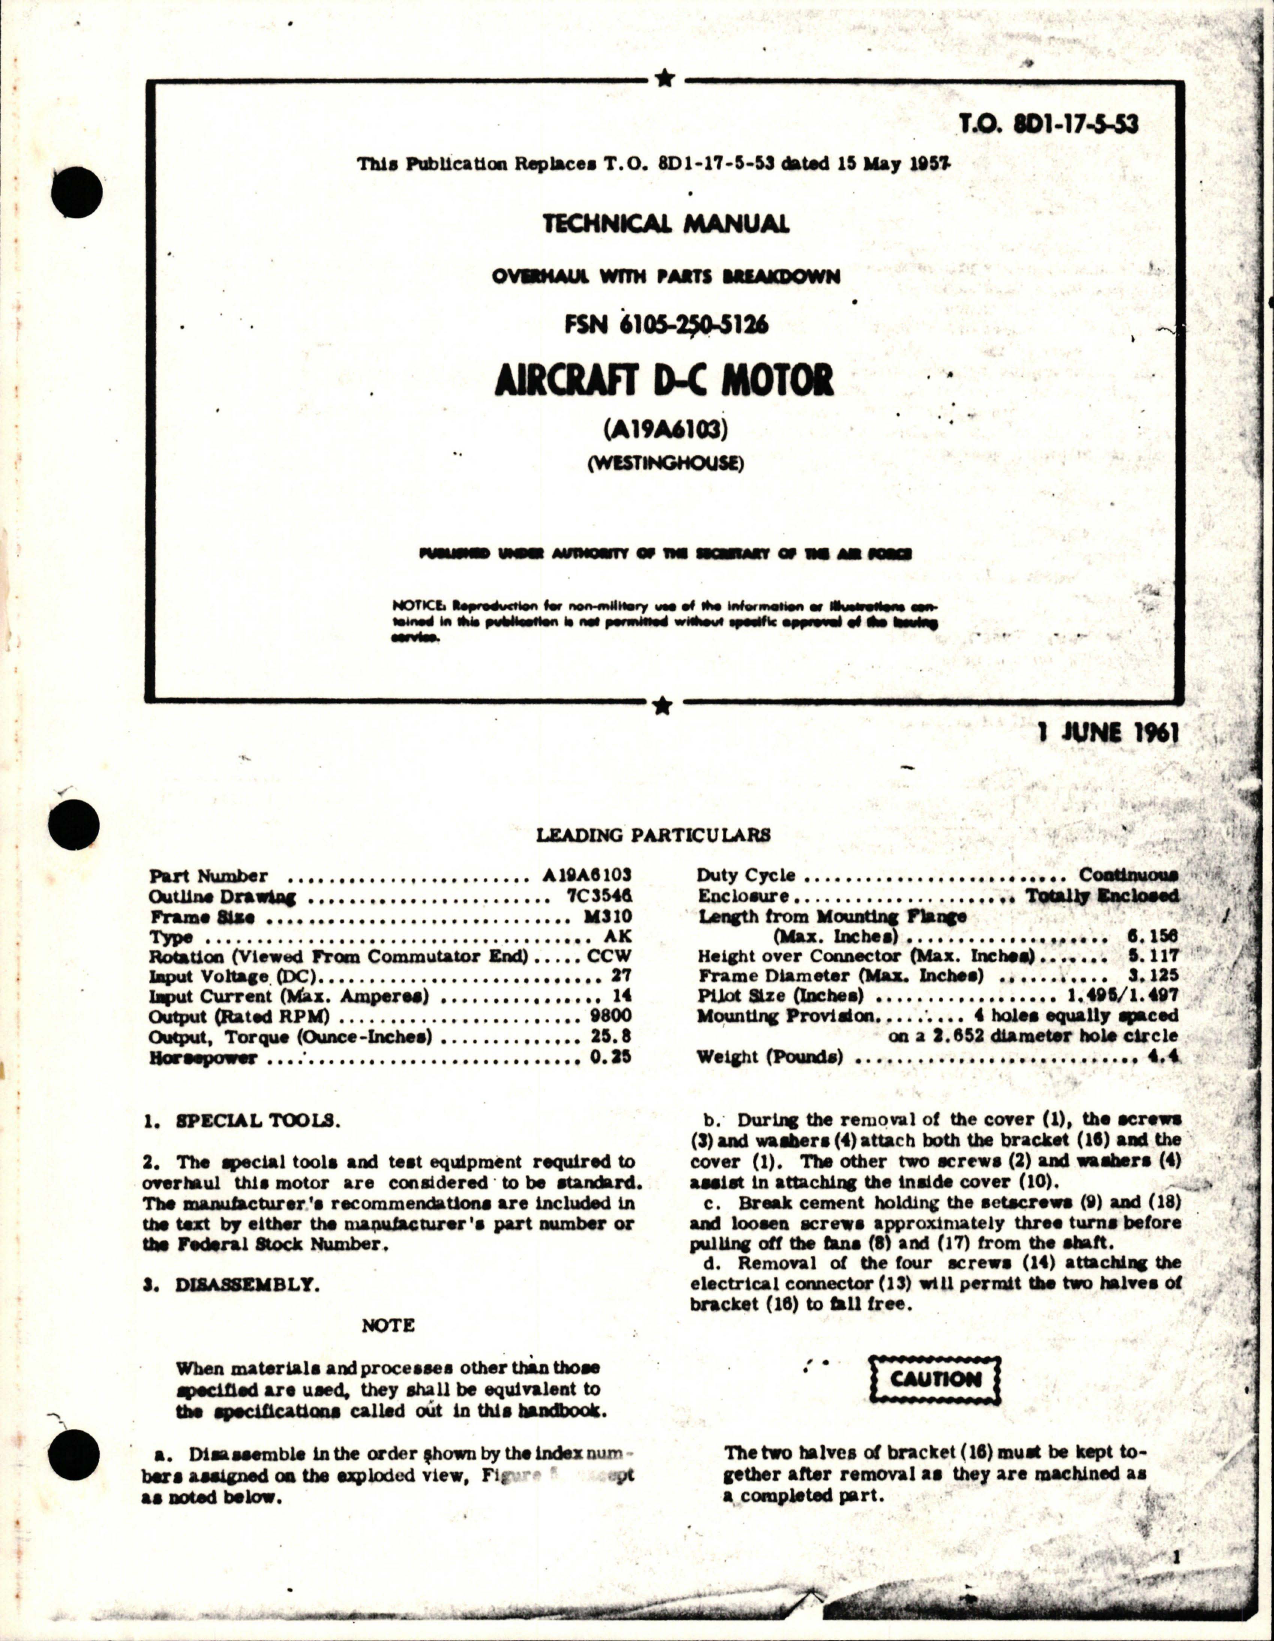 T.O. 8D1-17-5-53
This Publication Replaces T.O. 8D1-17-5-53 dated 15 May 1957
TECHNICAL MANUAL
OVERHAUL WITH PARTS BREAKDOWN
FSN 6105-250-5126
AIRCRAFT D-C MOTOR
(A19A6103)
(WESTINGHOUSE)
PUBLISHED UNDER AUTHORITY OF THE SECRETARY OF THE AIR FORCE
NOTICE: Reproduction for non-military use of the information or illustrations con-
tained in this publication is not permitted without specific approval of the issuing
service.
1 JUNE 1961
LEADING PARTICULARS
Part Number ........................ A19A6103
Outline Drawing ........................ 7C3546
Frame Size ................................ M310
Type ...................................... AK
Rotation (Viewed From Commutator End) ..... CCW
Input Voltage (DC)............................ 27
Input Current (Max. Amperes) ................ 14
Output (Rated RPM) ........................ 9800
Output, Torque (Ounce-Inches) .............. 25.8
Horsepower ............................... 0.25
Duty Cycle .......................... Continuous
Enclosure...................... Totally Enclosed
Length from Mounting Flange
(Max. Inches) .................... 6.156
Height over Connector (Max. Inches)....... 5.117
Frame Diameter (Max. Inches) ........... 3.125
Pilot Size (Inches) .................. 1.495/1.497
Mounting Provision......... 4 holes equally spaced
on a 2.652 diameter hole circle
Weight (Pounds) ............................ 4.4
1. SPECIAL TOOLS.
2. The special tools and test equipment required to
overhaul this motor are considered to be standard.
The manufacturer's recommendations are included in
the text by either the manufacturer's part number or
the Federal Stock Number.
3. DISASSEMBLY.
NOTE
When materials and processes other than those
specified are used, they shall be equivalent to
the specifications called out in this handbook.
a. Disassemble in the order shown by the index num-
bers assigned on the exploded view, Figure
as noted below.
b. During the removal of the cover (1), the screws
(3) and washers (4) attach both the bracket (16) and the
cover (1). The other two screws (2) and washers (4)
assist in attaching the inside cover (10).
c. Break cement holding the setscrews (9) and (18)
and loosen screws approximately three turns before
pulling off the fans (8) and (17) from the shaft.
d. Removal of the four screws (14) attaching the
electrical connector (13) will permit the two halves of
bracket (16) to fall free.
CAUTION
The two halves of bracket (16) must be kept to-
gether after removal as they are machined as
a completed part.
1